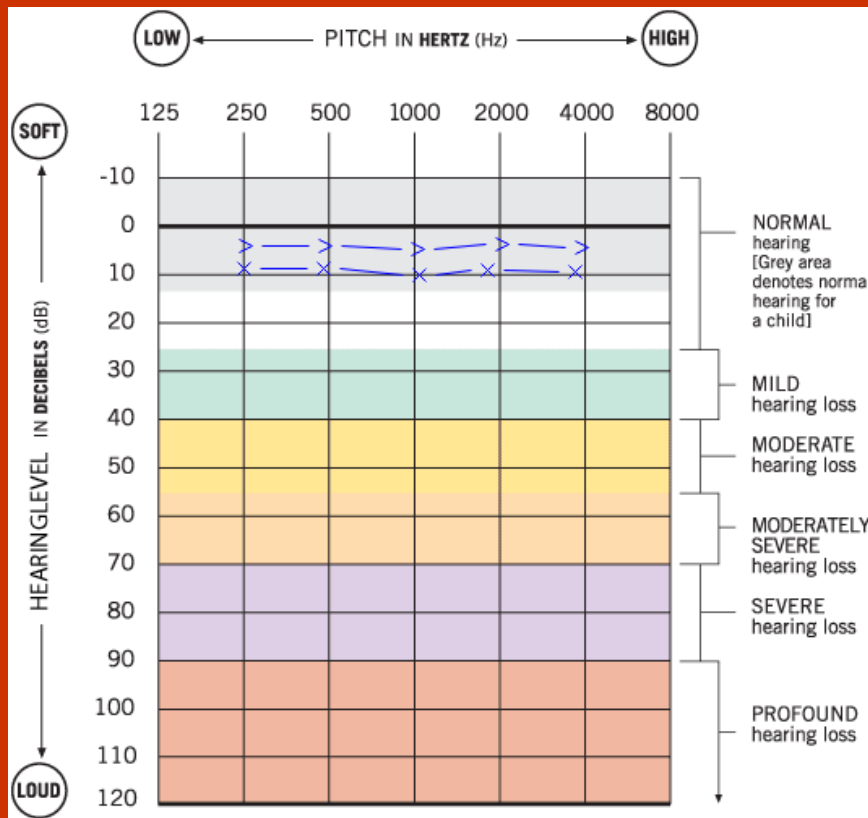 LOW PITCH IN HERTZ (Hz) HIGH
125 250 500 1000 2000 4000 8000
SOFT
-10
0
10
20
30
40
50
60
70
80
90
100
110
120
HEARINGLEVEL IN DECIBELS (dB)
LOUD
NORMAL
hearing
[Grey area
denotes norma
hearing for
a child]
MILD
hearing loss
MODERATE
hearing loss
MODERATELY
SEVERE
hearing loss
SEVERE
hearing loss
PROFOUND
hearing loss